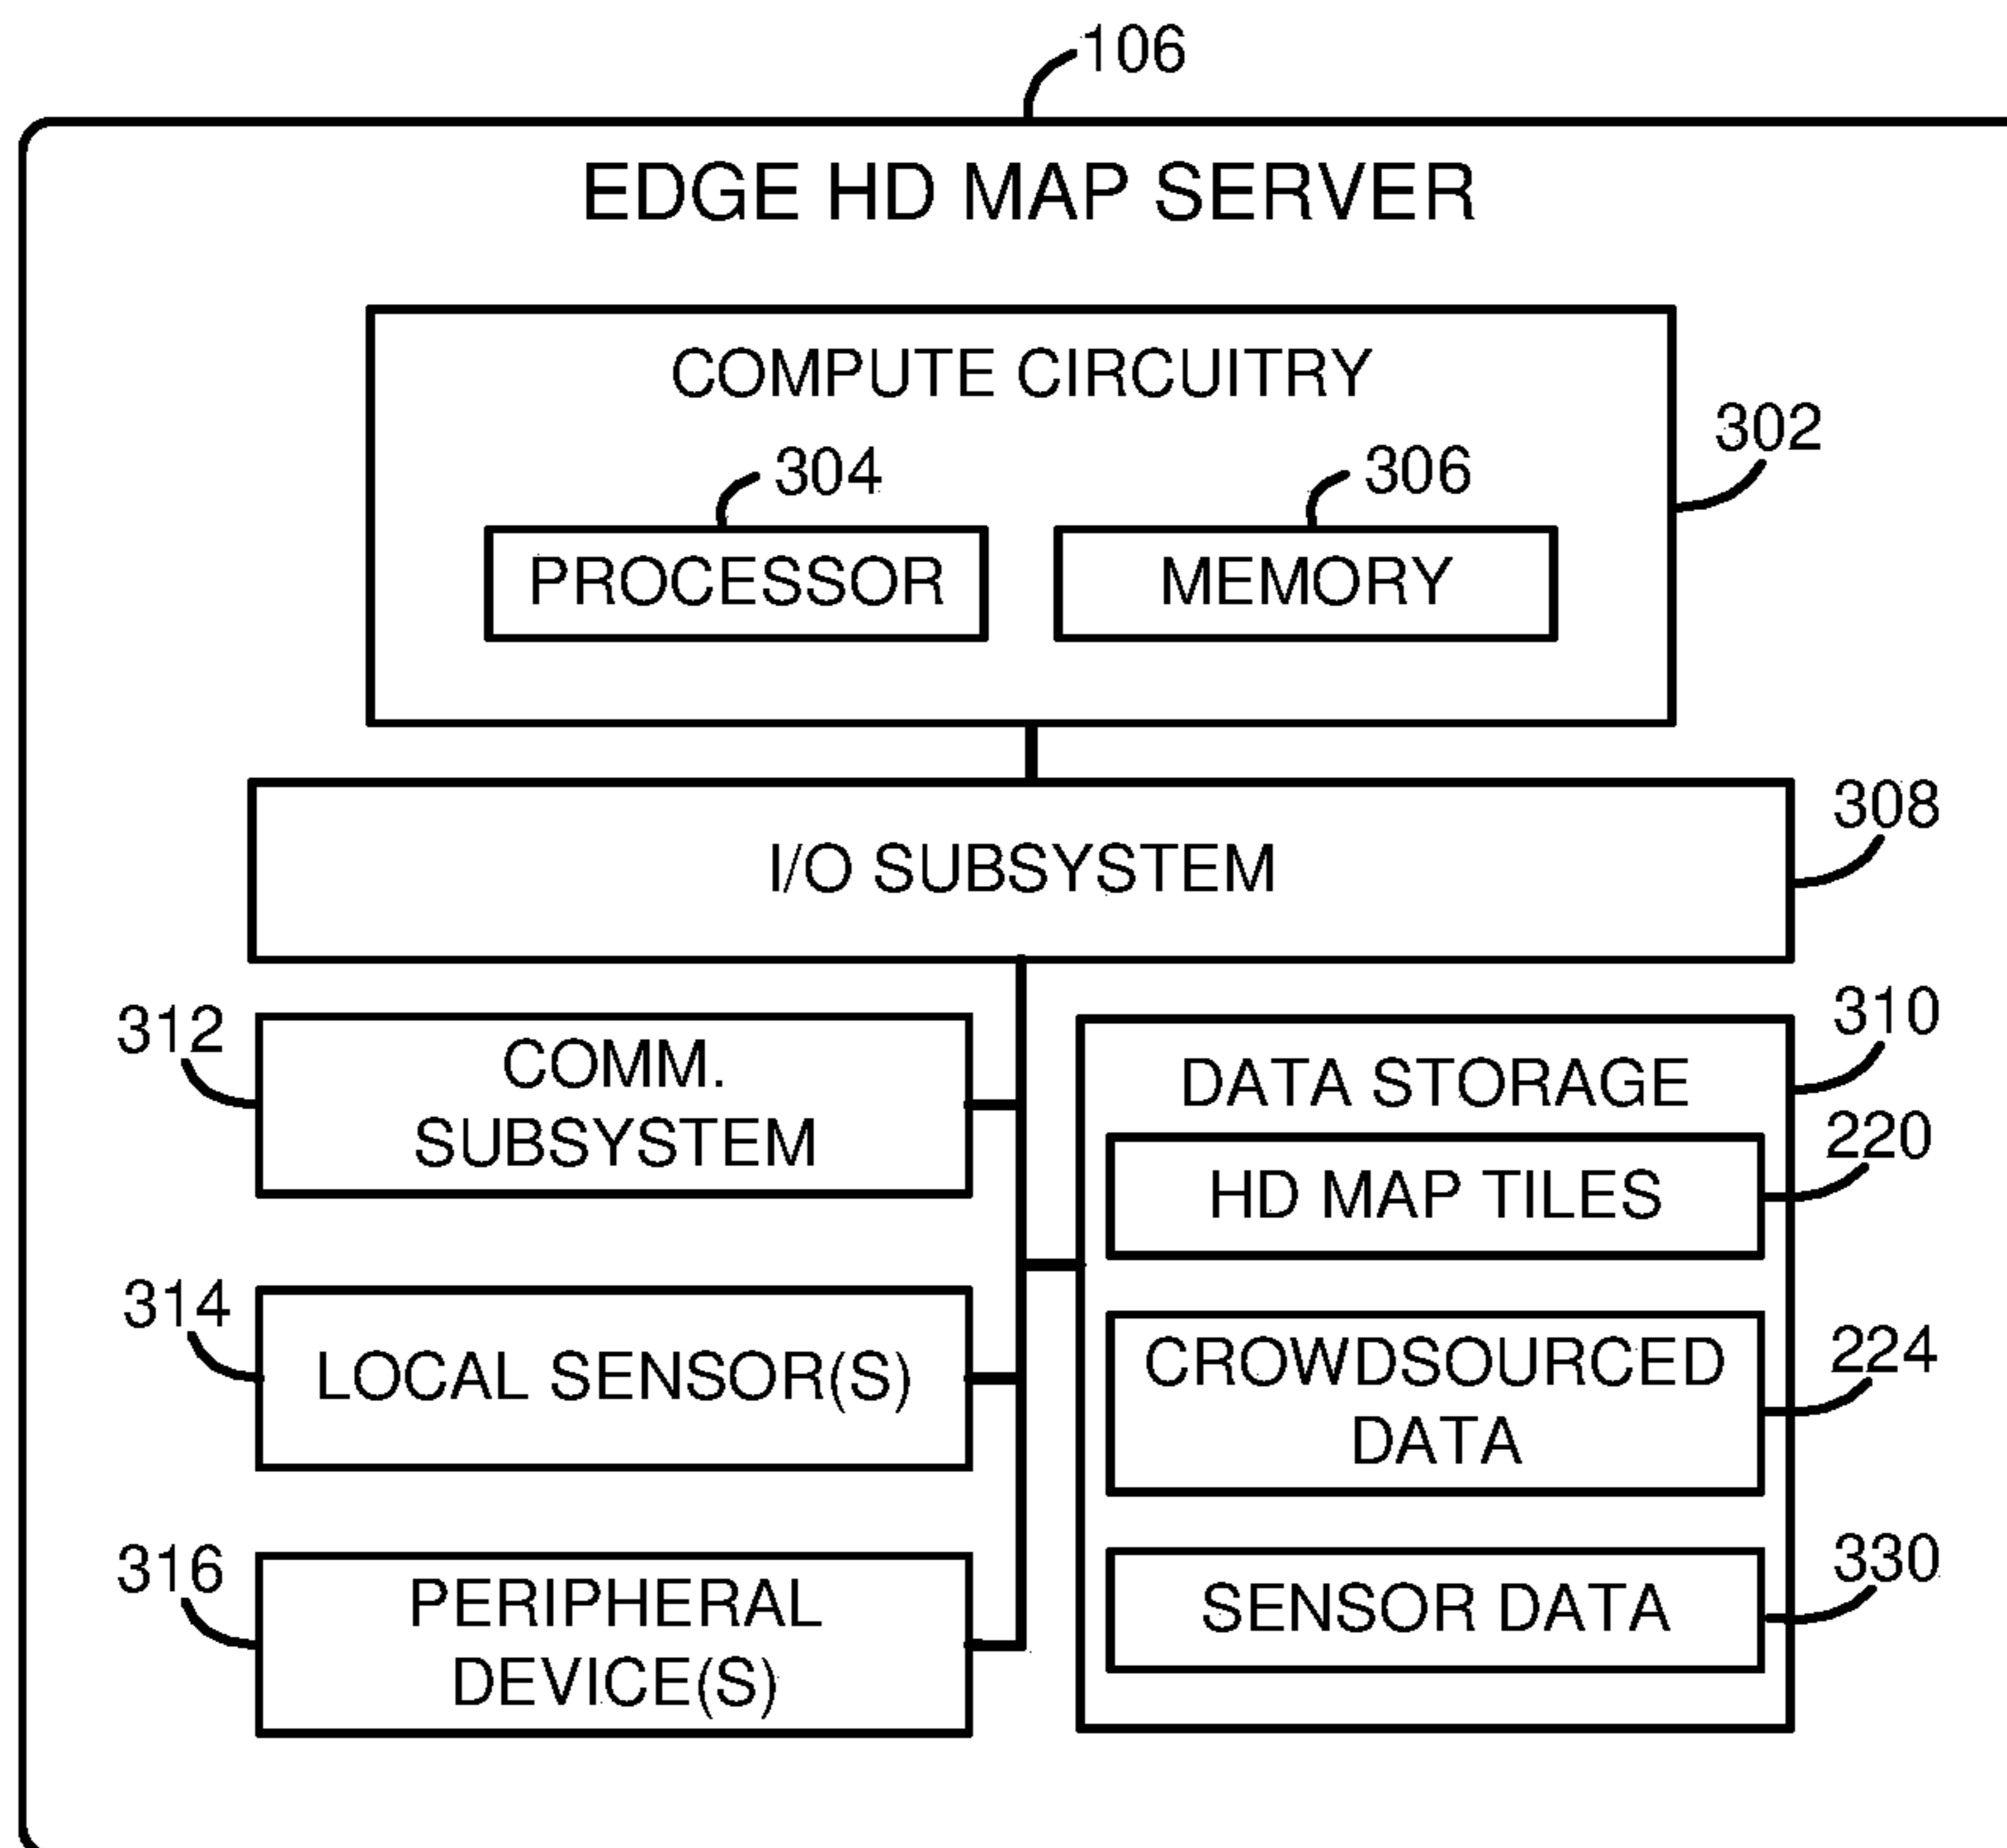 106
EDGE HD MAP SERVER
COMPUTE CIRCUITRY
302
304
306
PROCESSOR
MEMORY
308
I/O SUBSYSTEM
312
COMM.
SUBSYSTEM
310
DATA STORAGE
220
HD MAP TILES
314
LOCAL SENSOR(S)
224
CROWDSOURCED
DATA
316
PERIPHERAL
DEVICE(S)
330
SENSOR DATA